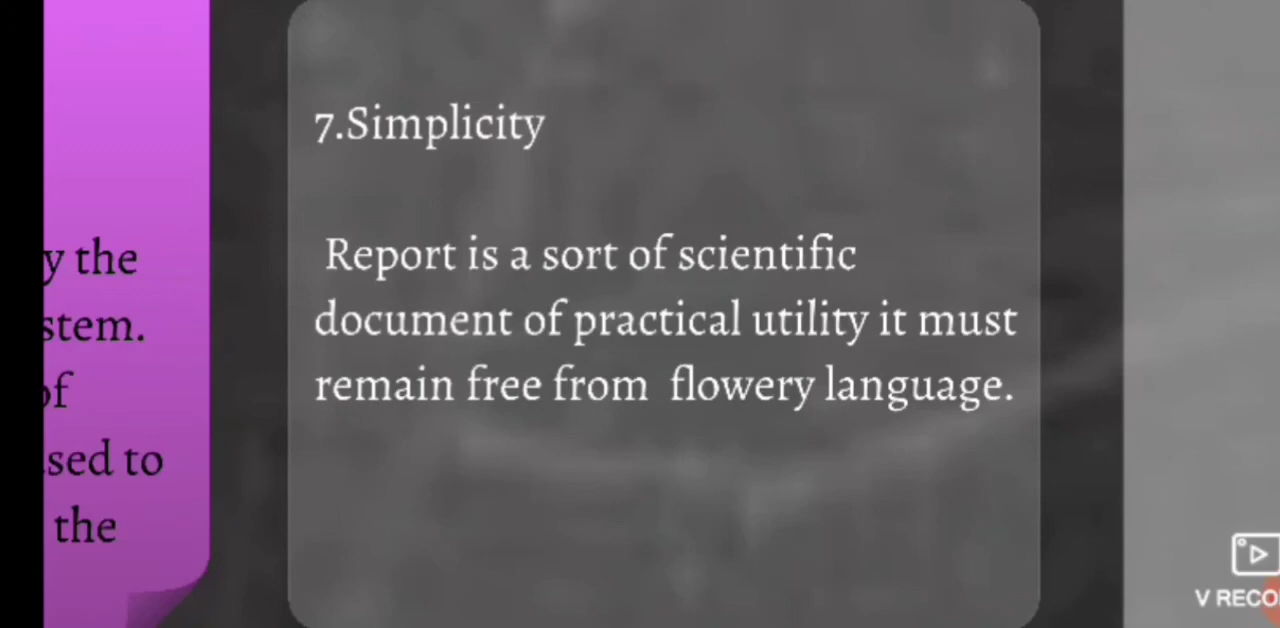 y the
stem.
of
sed to
the
7.Simplicity
Report is a sort of scientific
document of practical utility it must
remain free from flowery language.
V RECO